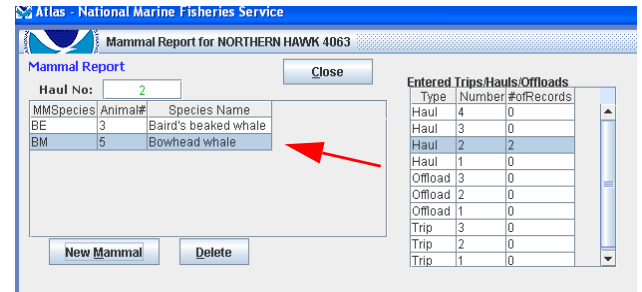 Atlas - National Marine Fisheries Service
Mammal Report for NORTHERN HAWK 4063
Mammal Report
Close
Haul No: 2
MMSpecies Animal# Species Name
BE 3 Baird's beaked whale
BM 5 Bowhead whale
New Mammal Delete
Entered Trips/Hauls/Offloads
Type Number #ofRecords
Haul 4 0
Haul 3 0
Haul 2 2
Haul 1 0
Offload 3 0
Offload 2 0
Offload 1 0
Trip 3 0
Trip 2 0
Trip 1 0